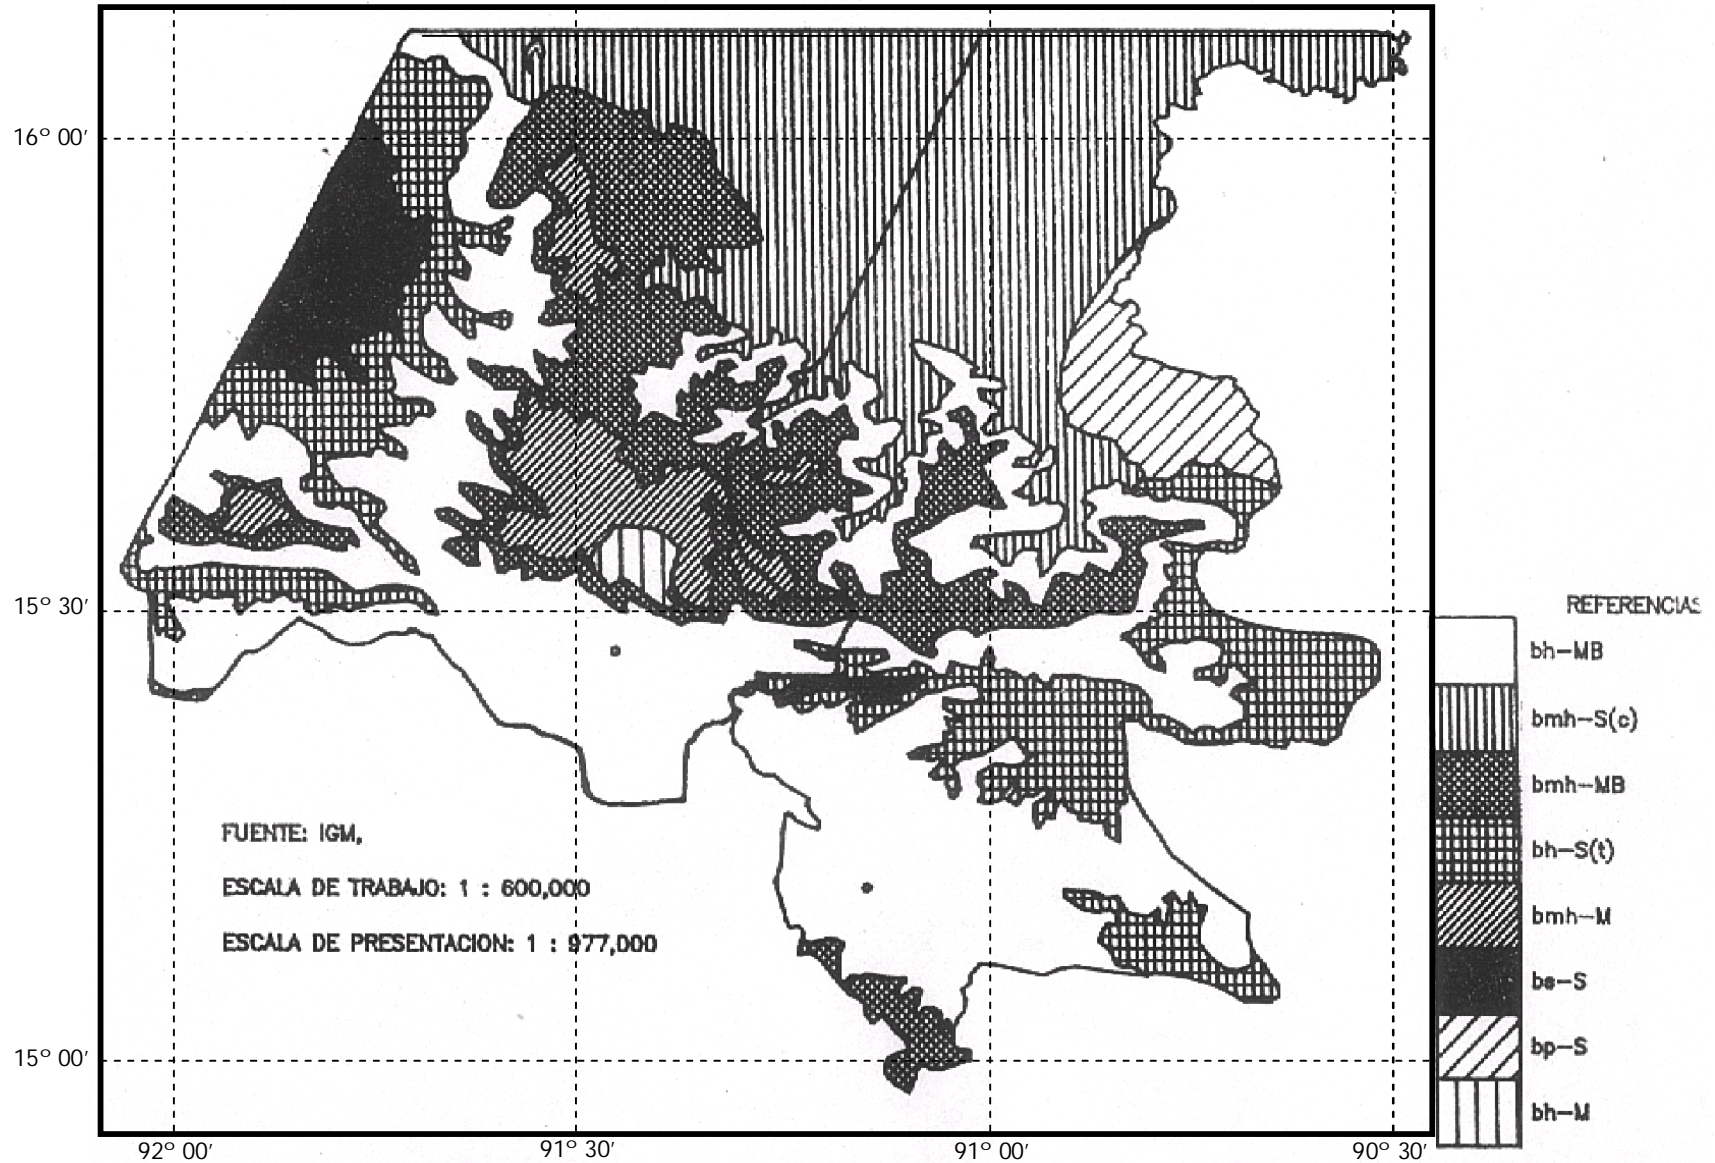 16° 00'
15° 30'
15° 00'
92° 00'
91° 30'
91° 00'
90° 30'
FUENTE: IGM,
ESCALA DE TRABAJO: 1 : 600,000
ESCALA DE PRESENTACION: 1 : 977,000
REFERENCIAS
bh-MB
bmh-S(c)
bmh-MB
bh-S(t)
bmh-M
bs-S
bp-S
bh-M